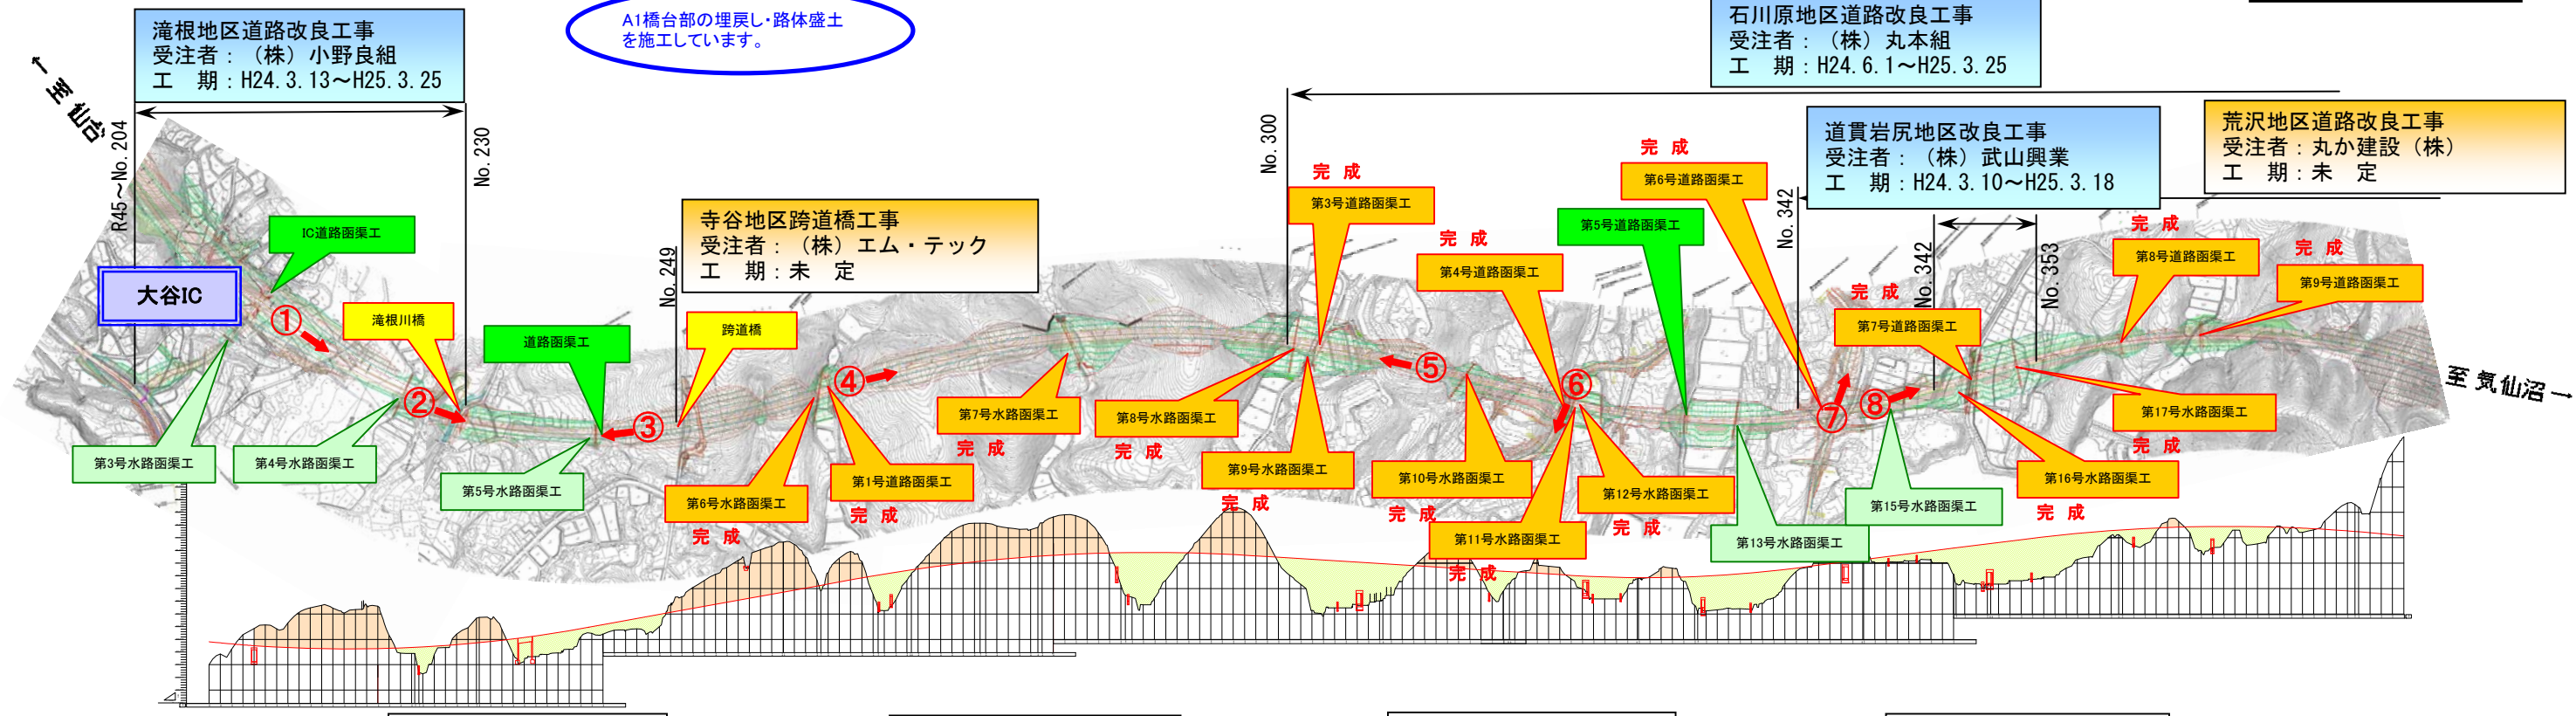 A1橋台部の埋戻し・路体盛土
を施工しています。
滝根地区道路改良工事
受注者：（株）小野良組
工　期：H24.3.13～H25.3.25
石川原地区道路改良工事
受注者：（株）丸本組
工　期：H24.6.1～H25.3.25
道貫岩尻地区改良工事
受注者：（株）武山興業
工　期：H24.3.10～H25.3.18
荒沢地区道路改良工事
受注者：丸か建設（株）
工　期：未　定
寺谷地区跨道橋工事
受注者：（株）エム・テック
工　期：未　定
←至 仙台
R45～No.204
No.230
No.249
No.300
No.342
No.342
No.353
至 気仙沼→
大谷IC
IC道路函渠工
①
滝根川橋
②
道路函渠工
③
跨道橋
④
⑤
⑥
⑦
⑧
完 成
第3号道路函渠工
完 成
第4号道路函渠工
第5号道路函渠工
完 成
第6号道路函渠工
完 成
第7号道路函渠工
完 成
第8号道路函渠工
完 成
第9号道路函渠工
第3号水路函渠工
第4号水路函渠工
第5号水路函渠工
第6号水路函渠工
完 成
第1号道路函渠工
完 成
第7号水路函渠工
完 成
第8号水路函渠工
完 成
第9号水路函渠工
完 成
第10号水路函渠工
完 成
第11号水路函渠工
完 成
第12号水路函渠工
完 成
第13号水路函渠工
第15号水路函渠工
第16号水路函渠工
完 成
第17号水路函渠工
完 成